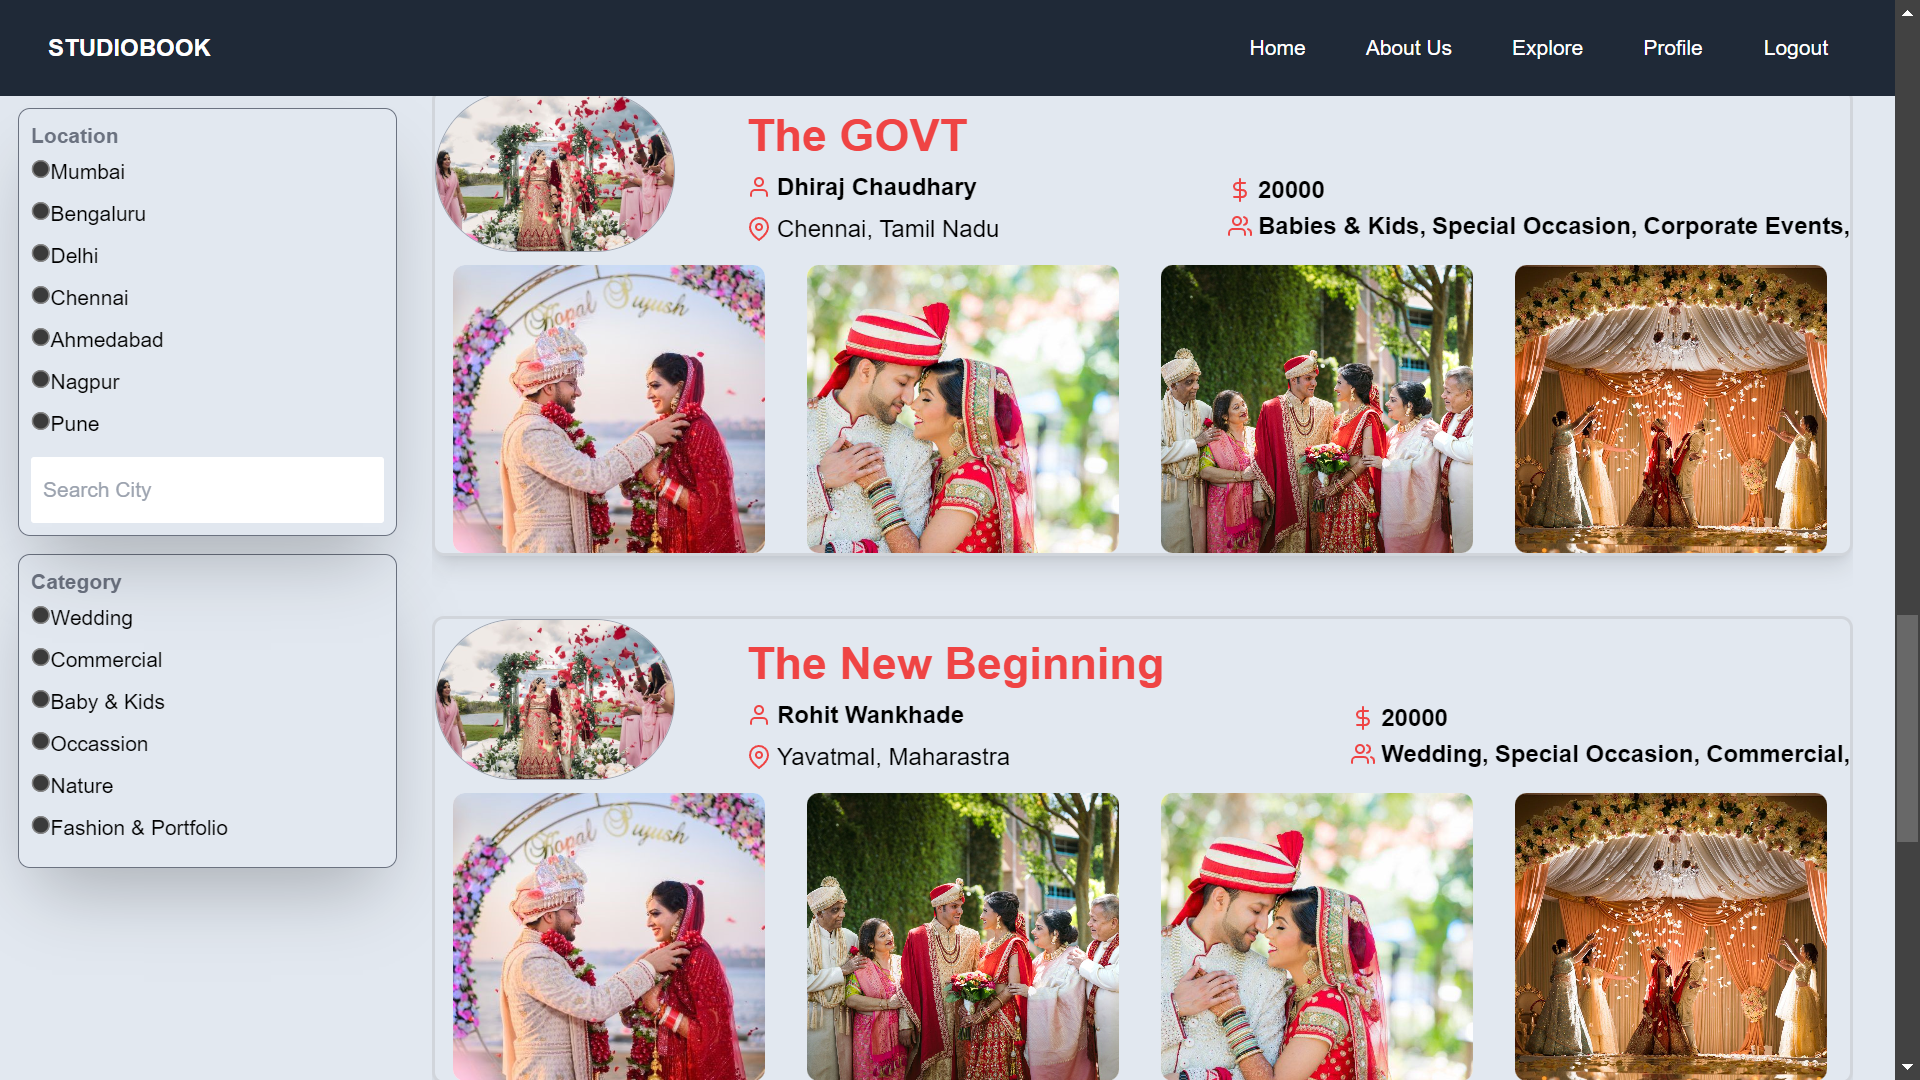 STUDIOBOOK
Home
About Us
Explore
Profile
Logout
Location
Mumbai
Bengaluru
Delhi
Chennai
Ahmedabad
Nagpur
Pune
Search City
Category
Wedding
Commercial
Baby & Kids
Occassion
Nature
Fashion & Portfolio
The GOVT
Dhiraj Chaudhary
Chennai, Tamil Nadu
$ 20000
Babies & Kids, Special Occasion, Corporate Events,
Kopal Piyush
The New Beginning
Rohit Wankhade
Yavatmal, Maharastra
$ 20000
Wedding, Special Occasion, Commercial,
Kopal Piyush